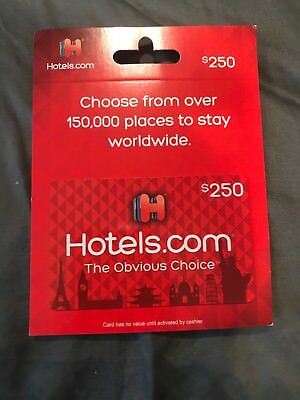 Hotels.com
$250
Choose from over
150,000 places to stay
worldwide.
$250
Hotels.com
The Obvious Choice
Card has no value until activated by cashier